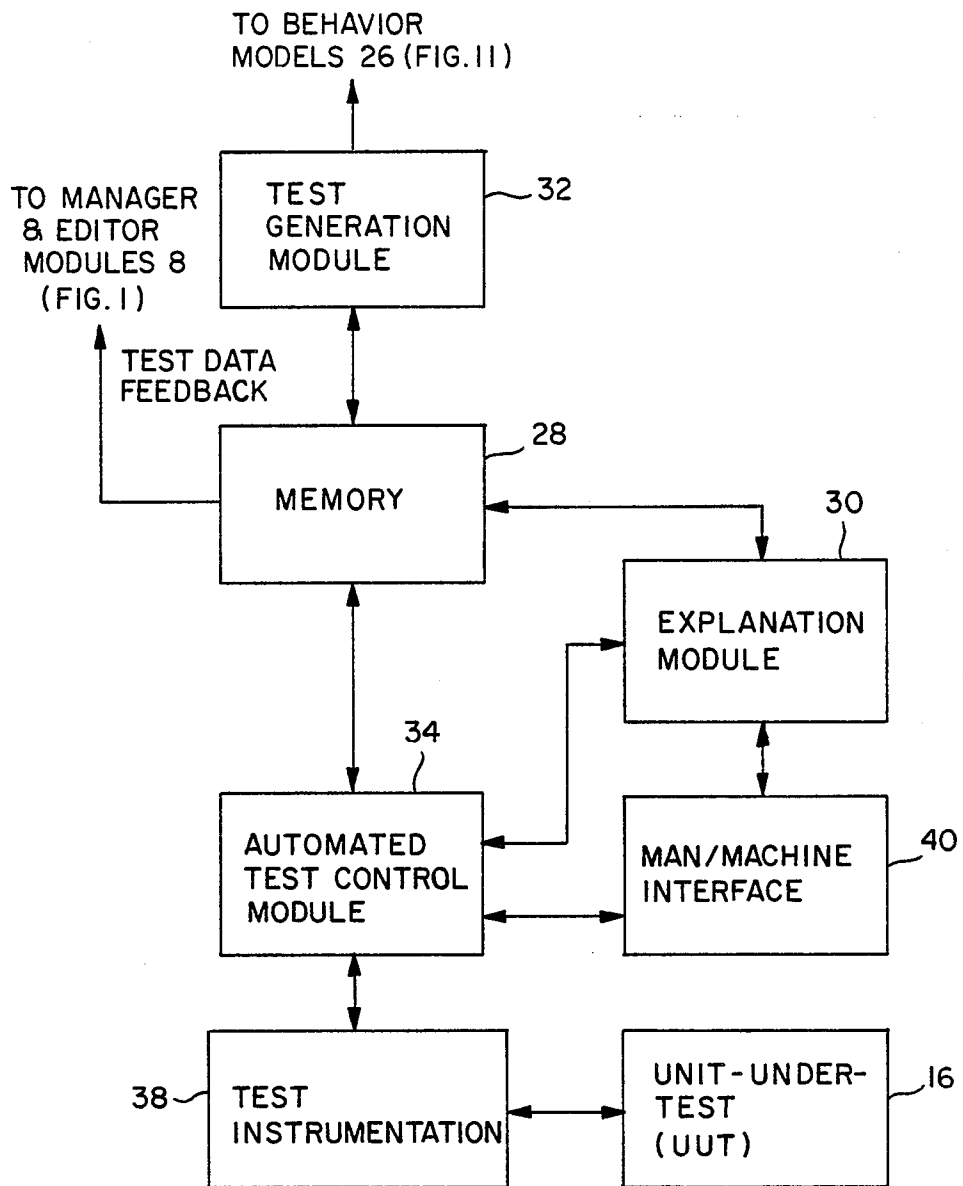 TO BEHAVIOR
MODELS 26 (FIG. 11)
TEST
GENERATION
MODULE
32
TO MANAGER
& EDITOR
MODULES 8
(FIG. 1)
TEST DATA
FEEDBACK
MEMORY
28
30
EXPLANATION
MODULE
34
AUTOMATED
TEST CONTROL
MODULE
MAN/MACHINE
INTERFACE
40
38
TEST
INSTRUMENTATION
UNIT-UNDER-
TEST
(UUT)
16